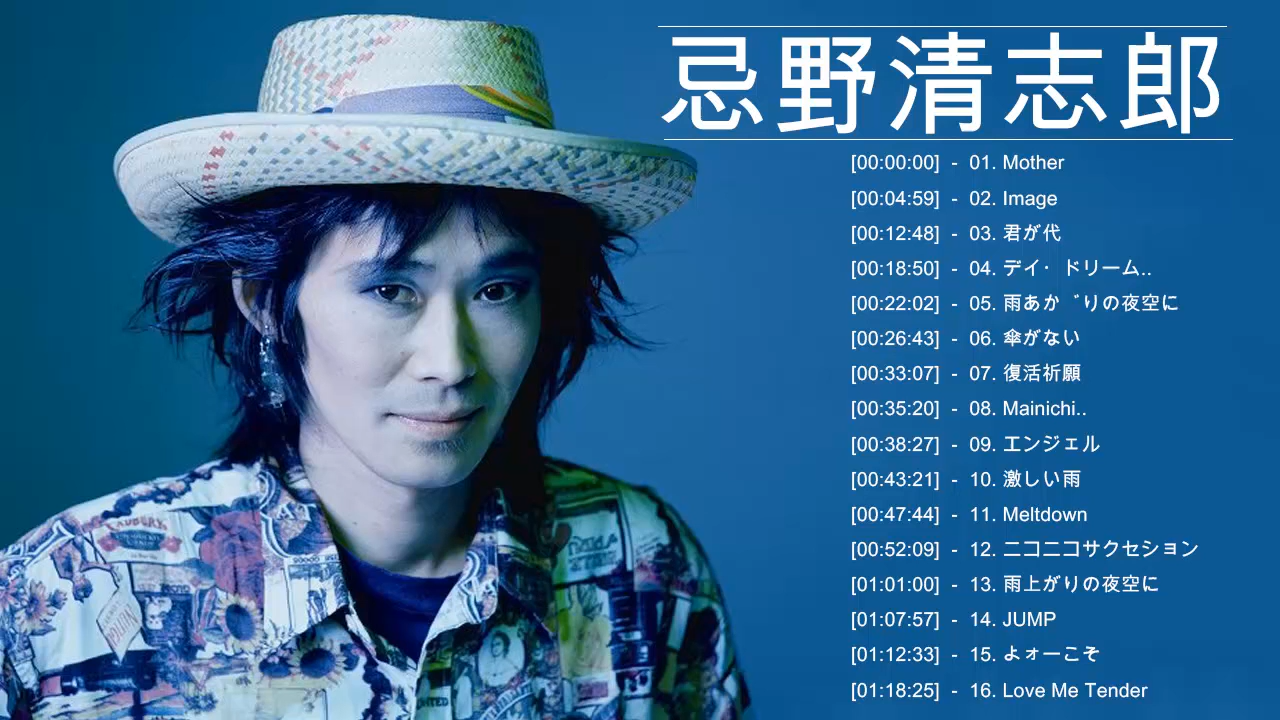 忌野清志郎
[00:00:00] - 01. Mother
[00:04:59] - 02. Image
[00:12:48] - 03. 君が代
[00:18:50] - 04. デイ・ドリーム..
[00:22:02] - 05. 雨あか゛りの夜空に
[00:26:43] - 06. 傘がない
[00:33:07] - 07. 復活祈願
[00:35:20] - 08. Mainichi..
[00:38:27] - 09. エンジェル
[00:43:21] - 10. 激しい雨
[00:47:44] - 11. Meltdown
[00:52:09] - 12. ニコニコサクセション
[01:01:00] - 13. 雨上がりの夜空に
[01:07:57] - 14. JUMP
[01:12:33] - 15. よォーこそ
[01:18:25] - 16. Love Me Tender